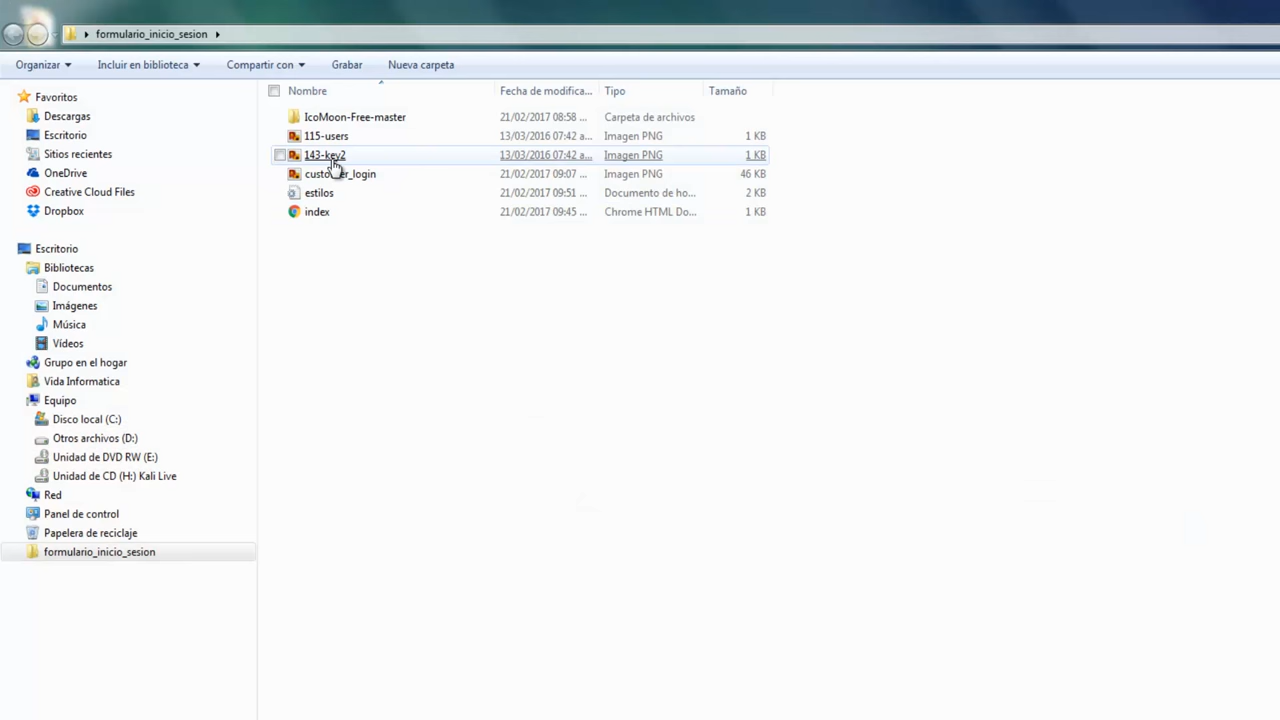 formulario_inicio_sesion
Organizar Incluir en biblioteca Compartir con Grabar Nueva carpeta
Nombre Fecha de modifica... Tipo Tamaño
IcoMoon-Free-master 21/02/2017 08:58 ... Carpeta de archivos
115-users 13/03/2016 07:42 a... Imagen PNG 1 KB
143-key2 13/03/2016 07:42 a... Imagen PNG 1 KB
customer_login 21/02/2017 09:07 ... Imagen PNG 46 KB
estilos 21/02/2017 09:51 ... Documento de ho... 2 KB
index 21/02/2017 09:45 ... Chrome HTML Do... 1 KB
Favoritos
Descargas
Escritorio
Sitios recientes
OneDrive
Creative Cloud Files
Dropbox
Escritorio
Bibliotecas
Documentos
Imágenes
Música
Vídeos
Grupo en el hogar
Vida Informatica
Equipo
Disco local (C:)
Otros archivos (D:)
Unidad de DVD RW (E:)
Unidad de CD (H:) Kali Live
Red
Panel de control
Papelera de reciclaje
formulario_inicio_sesion